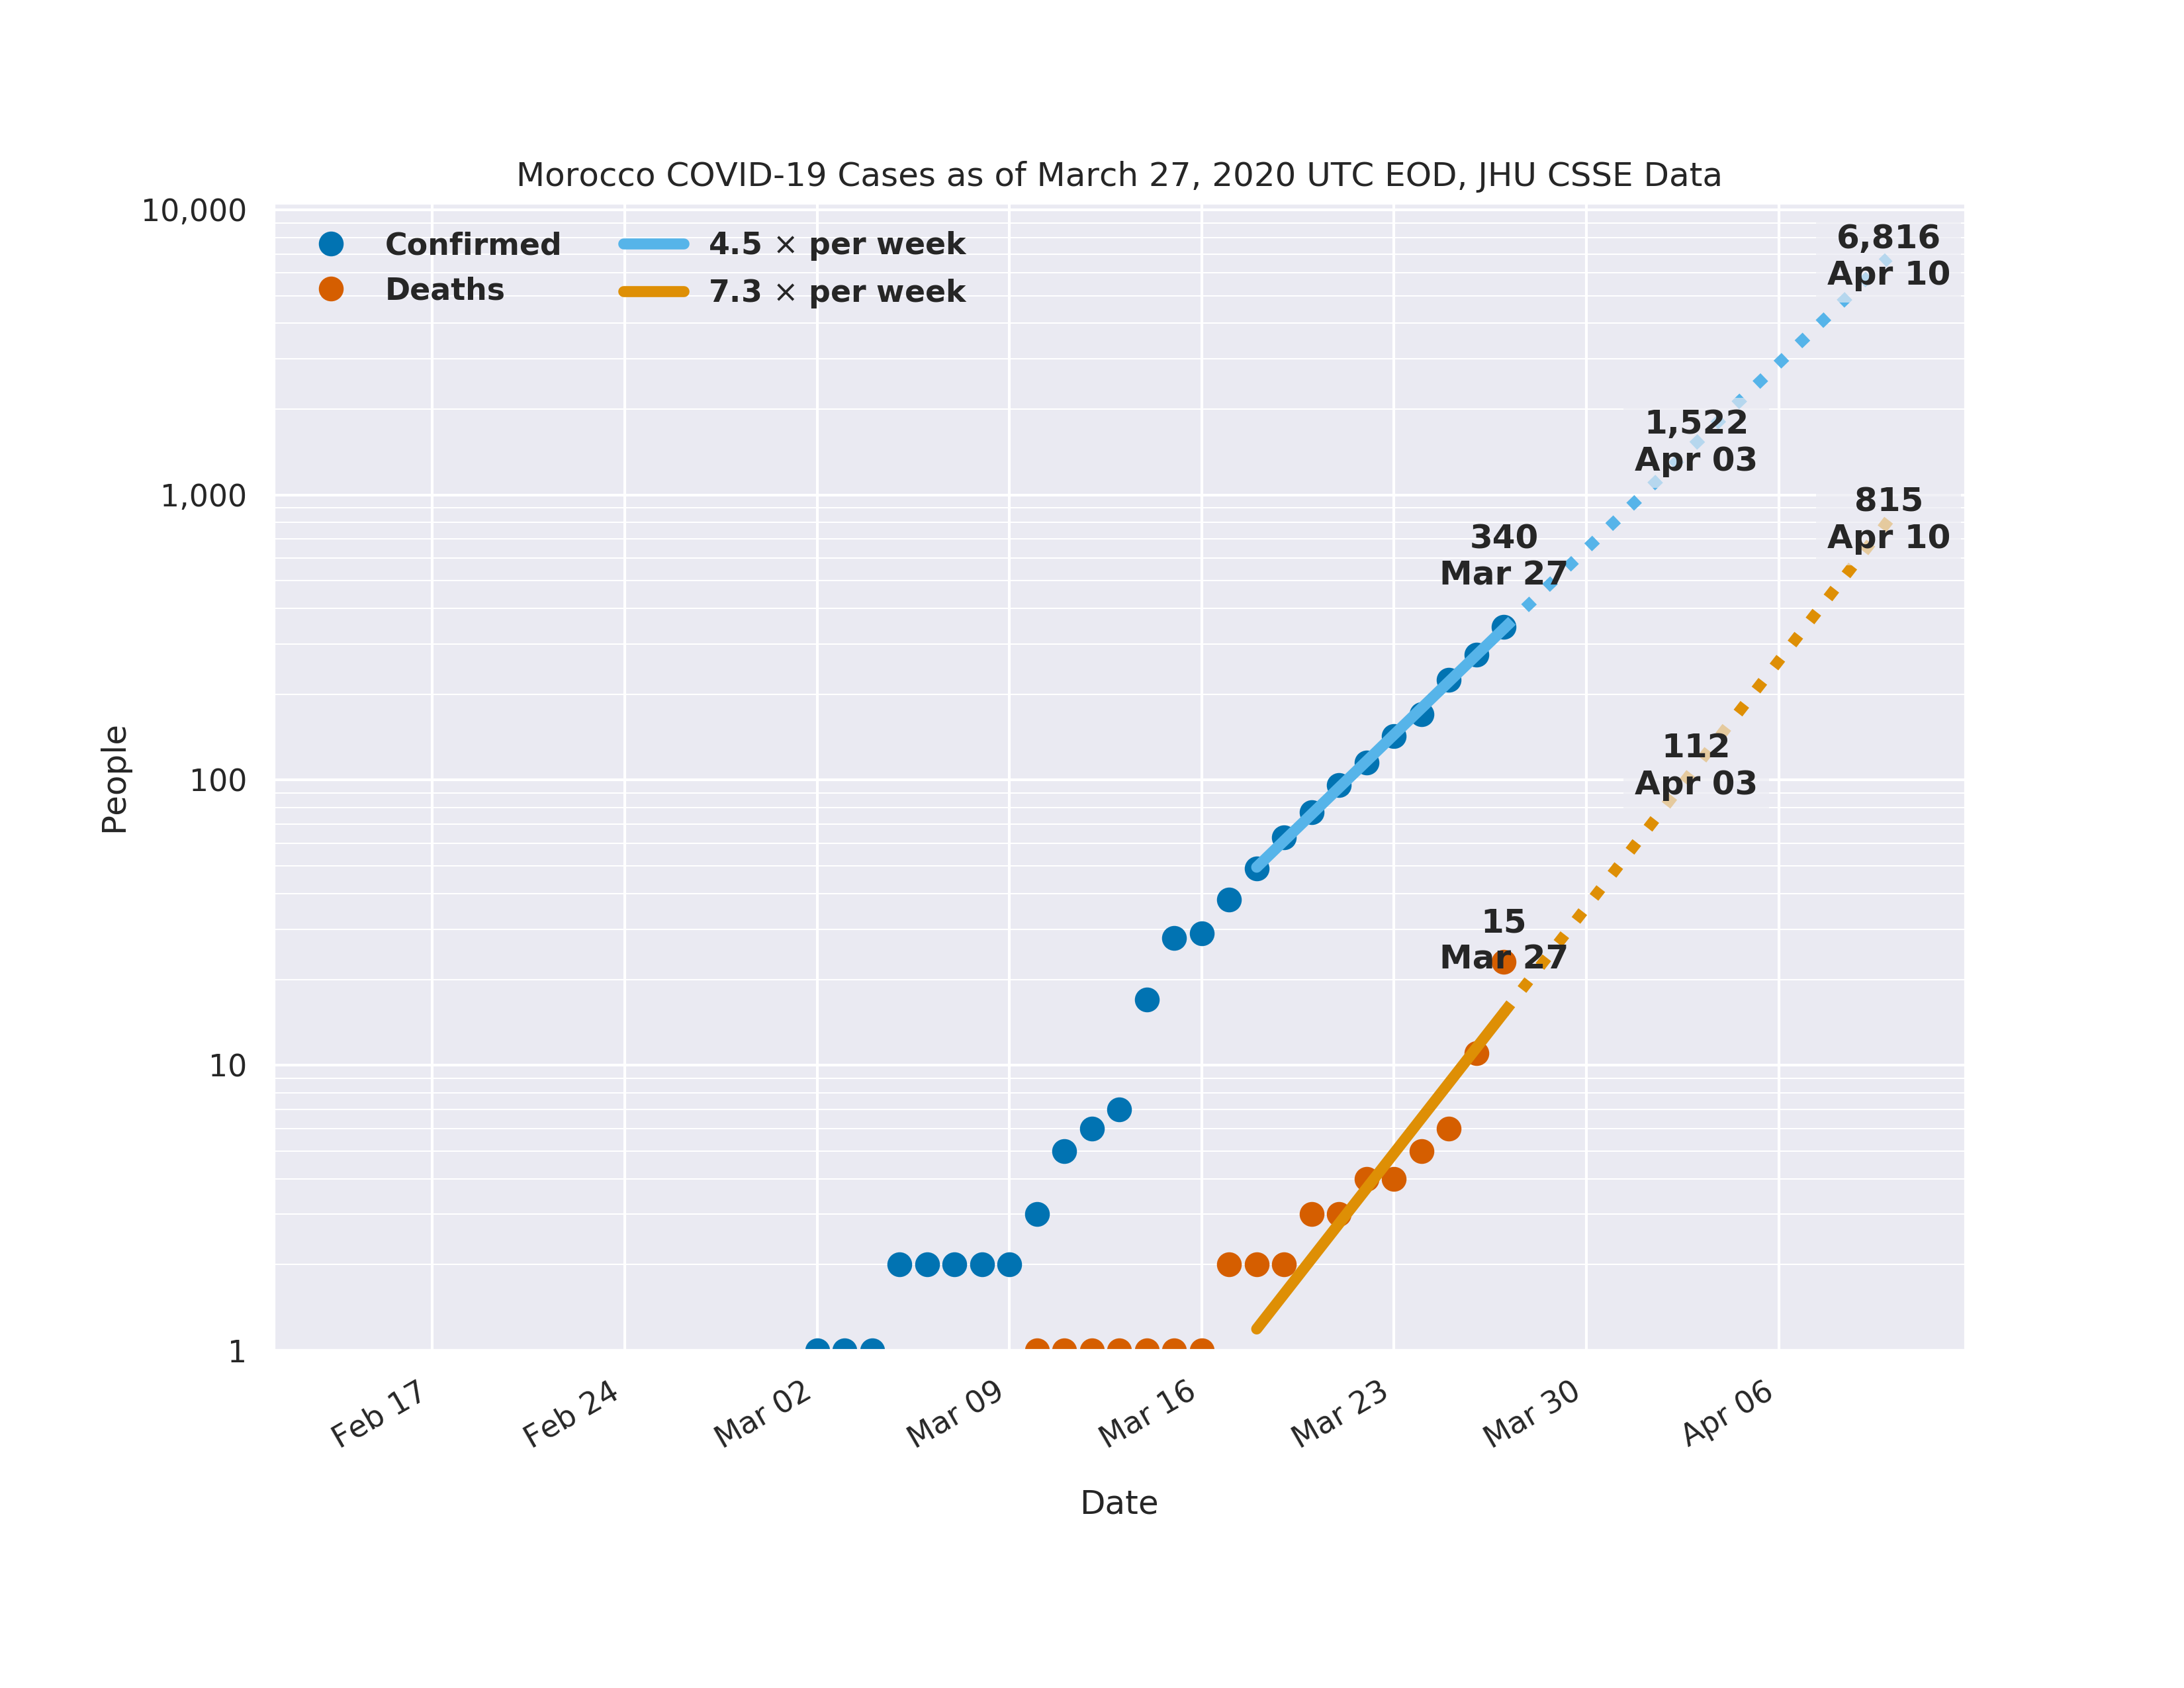 Morocco COVID-19 Cases as of March 27, 2020 UTC EOD, JHU CSSE Data
10,000
1,000
100
10
1
People
Confirmed
Deaths
4.5 × per week
7.3 × per week
6,816
Apr 10
1,522
Apr 03
815
Apr 10
340
Mar 27
112
Apr 03
15
Mar 27
Feb 17
Feb 24
Mar 02
Mar 09
Mar 16
Mar 23
Mar 30
Apr 06
Date